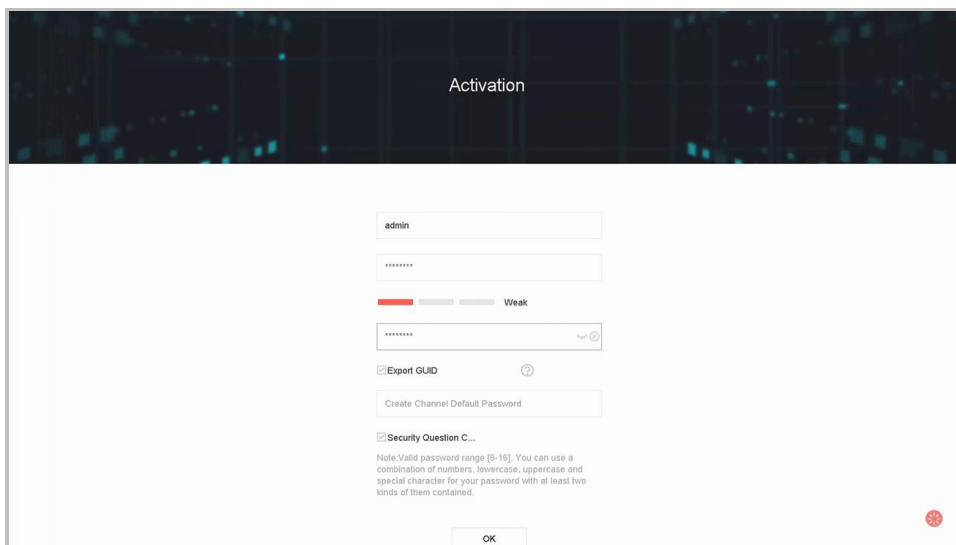 Activation
admin
********
Weak
********
Export GUID
Create Channel Default Password
Security Question C...
Note:Valid password range [8-16]. You can use a
combination of numbers, lowercase, uppercase and
special character for your password with at least two
kinds of them contained.
OK